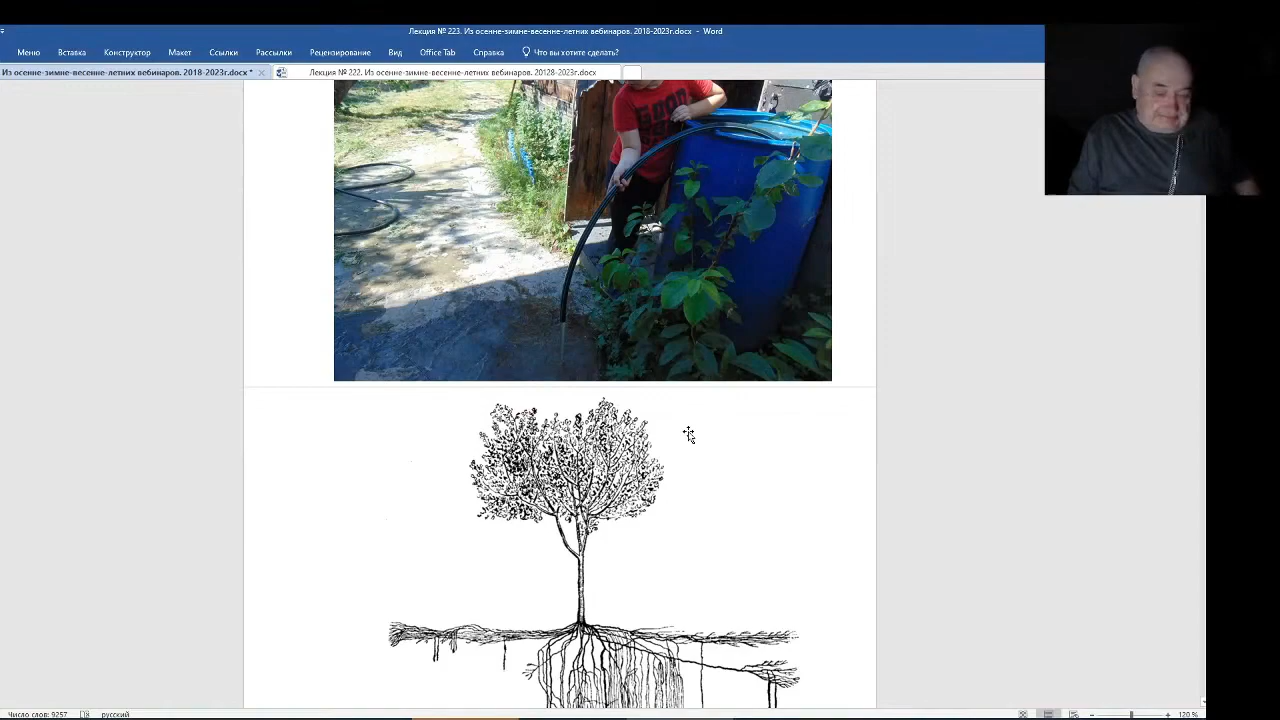 Лекция № 223. Из осенне-зимне-весенне-летних вебинаров. 2018-2023г.docx - Word
Меню Вставка Конструктор Макет Ссылки Рассылки Рецензирование Вид Office Tab Справка Что вы хотите сделать?
Из осенне-зимне-весенне-летних вебинаров. 2018-2023г.docx * Лекция № 222. Из осенне-зимне-весенне-летних вебинаров. 20128-2023г.docx
Число слов: 9257 русский 120 %